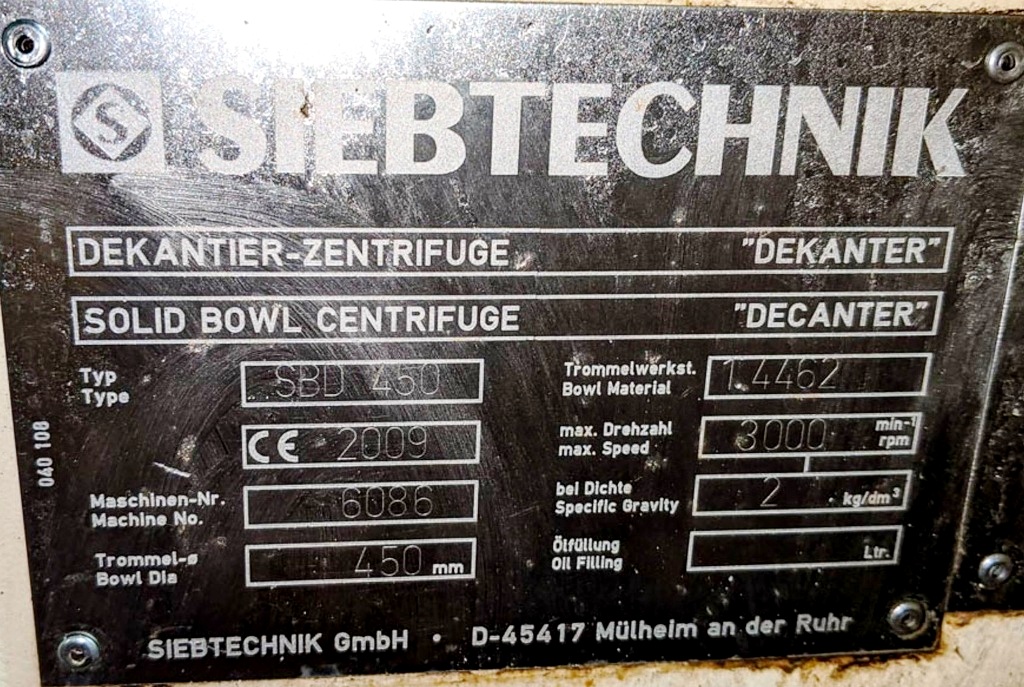 SIEBTECHNIK
DEKANTIER-ZENTRIFUGE "DEKANTER"
SOLID BOWL CENTRIFUGE "DECANTER"
Typ
Type
SBD 450
CE 2009
Maschinen-Nr.
Machine No.
6086
Trommel-ø
Bowl Dia
450 mm
Trommelwerkst.
Bowl Material
1.4462
max. Drehzahl
max. Speed
3000 min-¹
rpm
bei Dichte
Specific Gravity
2 kg/dm³
Ölfüllung
Oil Filling
Ltr.
040 108
SIEBTECHNIK GmbH • D-45417 Mülheim an der Ruhr